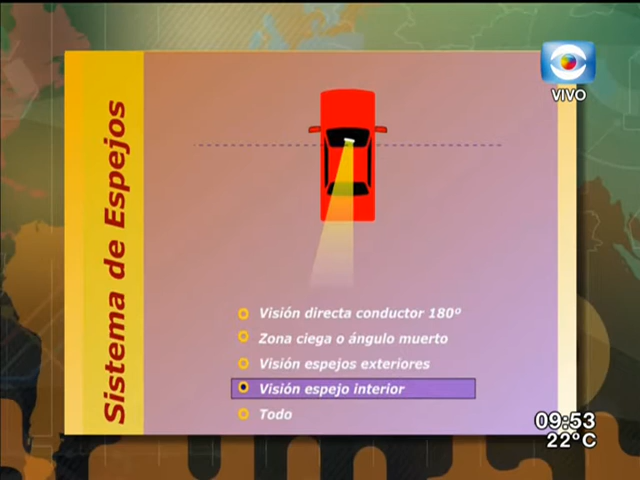 VIVO
Sistema de Espejos
Visión directa conductor 180º
Zona ciega o ángulo muerto
Visión espejos exteriores
Visión espejo interior
Todo
09:53
22ºC